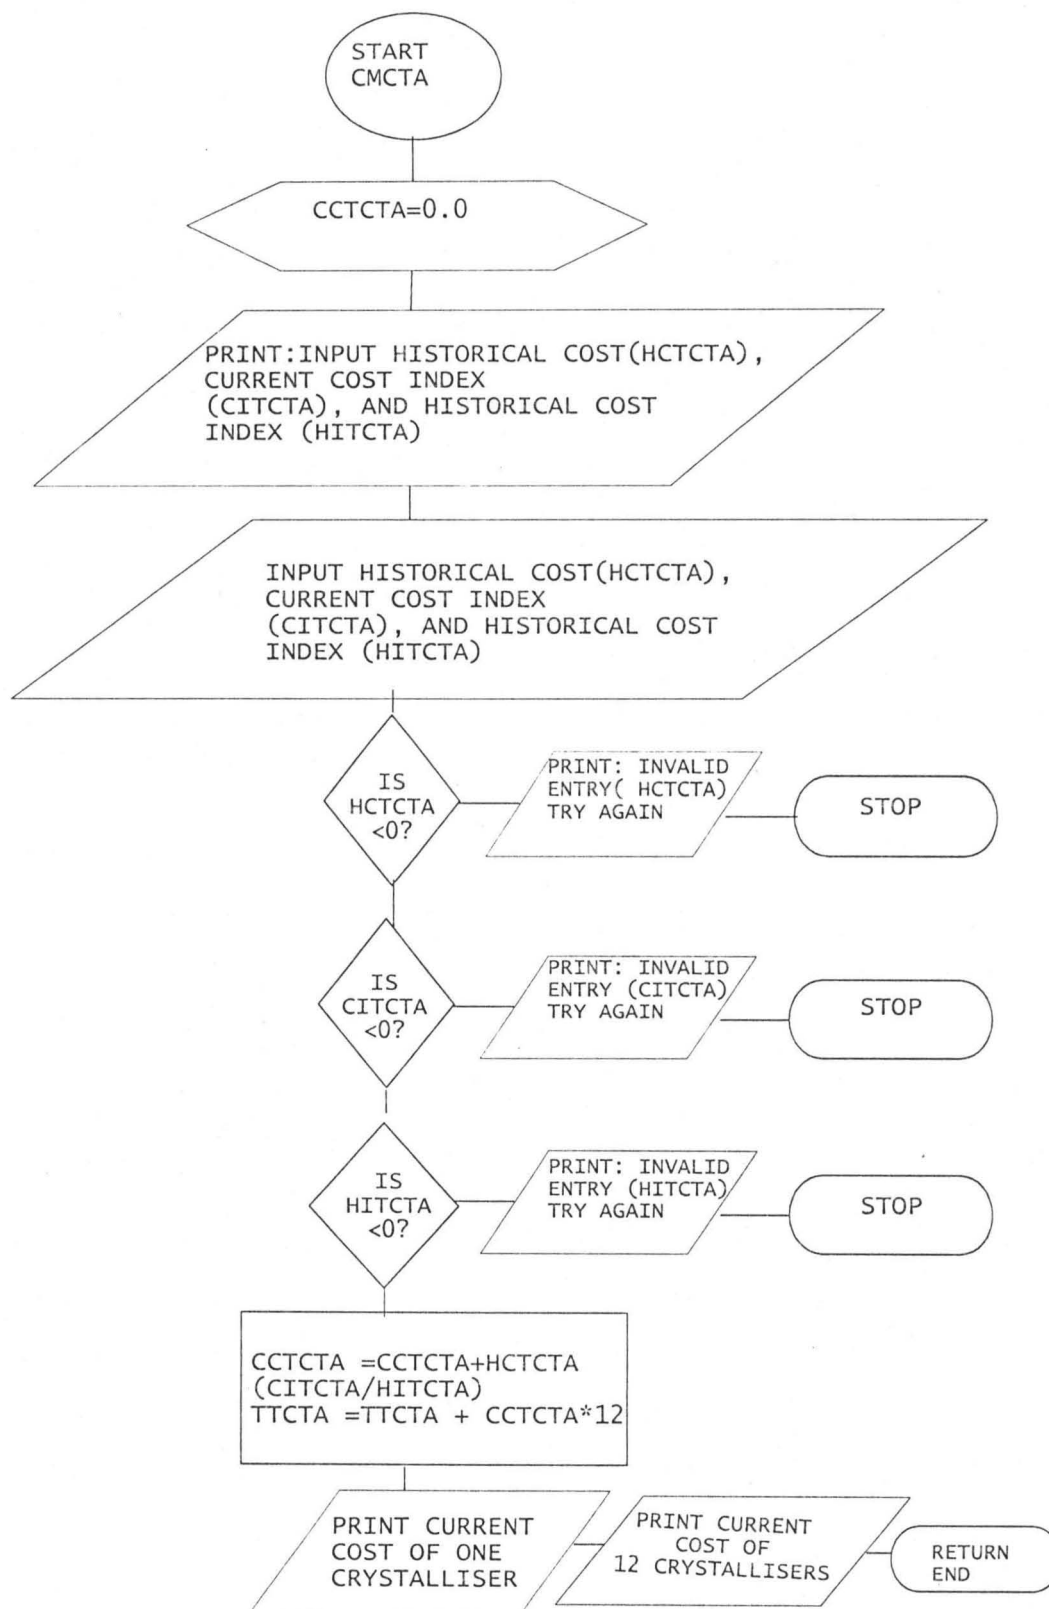 START
CMCTA
CCTCTA=0.0
PRINT:INPUT HISTORICAL COST(HCTCTA),
CURRENT COST INDEX
(CITCTA), AND HISTORICAL COST
INDEX (HITCTA)
INPUT HISTORICAL COST(HCTCTA),
CURRENT COST INDEX
(CITCTA), AND HISTORICAL COST
INDEX (HITCTA)
IS
HCTCTA
<0?
PRINT: INVALID
ENTRY( HCTCTA)
TRY AGAIN
STOP
IS
CITCTA
<0?
PRINT: INVALID
ENTRY (CITCTA)
TRY AGAIN
STOP
IS
HITCTA
<0?
PRINT: INVALID
ENTRY (HITCTA)
TRY AGAIN
STOP
CCTCTA =CCTCTA+HCTCTA
(CITCTA/HITCTA)
TTCTA =TTCTA + CCTCTA*12
PRINT CURRENT
COST OF ONE
CRYSTALLISER
PRINT CURRENT
COST OF
12 CRYSTALLISERS
RETURN
END